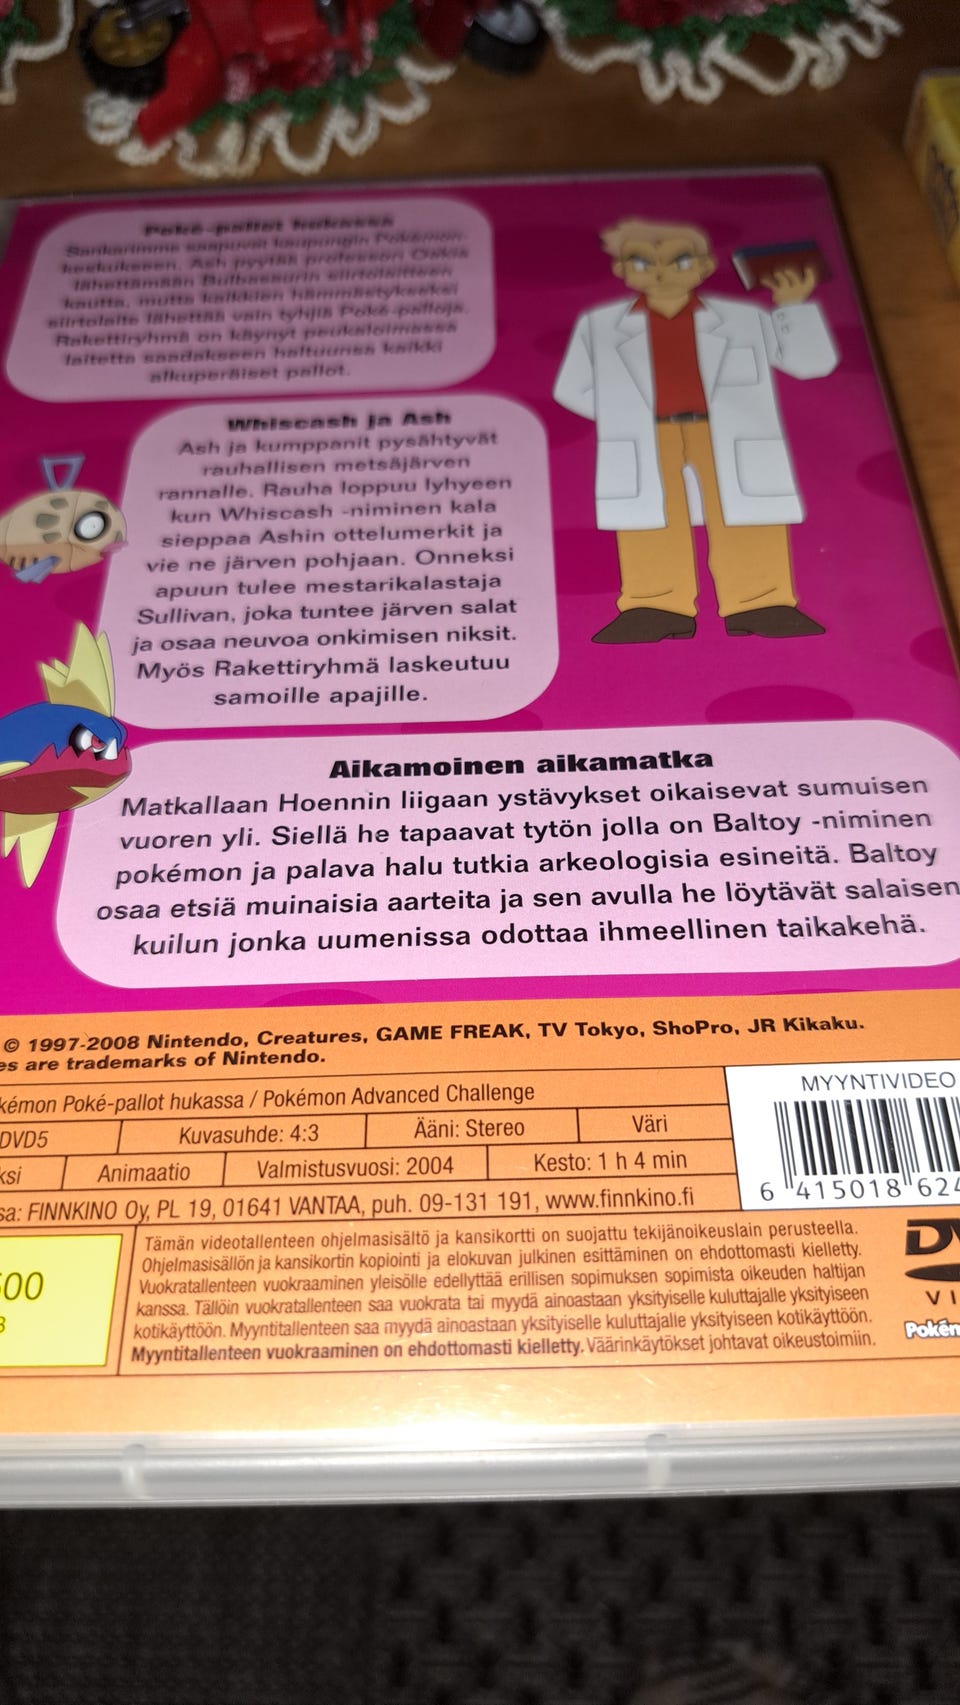 Poké-pallot hukassa
Sankarimme saapuvat kaupungin Pokémon-
keskukseen. Ash pyytää professori Oakia
lähettämään Bulbasaurin siirtolaitteen
kautta, mutta kaikkien hämmästykseksi
siirtolaite lähettää vain tyhjiä Poké-palloja.
Rakettiryhmä on käynyt peukaloimassa
laitetta saadakseen haltuunsa kaikki
alkuperäiset pallot.
Whiscash ja Ash
Ash ja kumppanit pysähtyvät
rauhallisen metsäjärven
rannalle. Rauha loppuu lyhyeen
kun Whiscash -niminen kala
sieppaa Ashin ottelumerkit ja
vie ne järven pohjaan. Onneksi
apuun tulee mestarikalastaja
Sullivan, joka tuntee järven salat
ja osaa neuvoa onkimisen niksit.
Myös Rakettiryhmä laskeutuu
samoille apajille.
Aikamoinen aikamatka
Matkallaan Hoennin liigaan ystävykset oikaisevat sumuisen
vuoren yli. Siellä he tapaavat tytön jolla on Baltoy -niminen
pokémon ja palava halu tutkia arkeologisia esineitä. Baltoy
osaa etsiä muinaisia aarteita ja sen avulla he löytävät salaisen
kuilun jonka uumenissa odottaa ihmeellinen taikakehä.
© 1997-2008 Nintendo, Creatures, GAME FREAK, TV Tokyo, ShoPro, JR Kikaku.
es are trademarks of Nintendo.
kémon Poké-pallot hukassa / Pokémon Advanced Challenge
DVD5 Kuvasuhde: 4:3 Ääni: Stereo Väri
ksi Animaatio Valmistusvuosi: 2004 Kesto: 1 h 4 min
sa: FINNKINO Oy, PL 19, 01641 VANTAA, puh. 09-131 191, www.finnkino.fi
MYYNTIVIDEO
6 415018 624
Tämän videotallenteen ohjelmasisältö ja kansikortti on suojattu tekijänoikeuslain perusteella.
Ohjelmasisällön ja kansikortin kopiointi ja elokuvan julkinen esittäminen on ehdottomasti kielletty.
Vuokratallenteen vuokraaminen yleisölle edellyttää erillisen sopimuksen sopimista oikeuden haltijan
kanssa. Tällöin vuokratallenteen saa vuokrata tai myydä ainoastaan yksityiselle kuluttajalle yksityiseen
kotikäyttöön. Myyntitallenteen saa myydä ainoastaan yksityiselle kuluttajalle yksityiseen kotikäyttöön.
Myyntitallenteen vuokraaminen on ehdottomasti kielletty. Väärinkäytökset johtavat oikeustoimiin.
00
DV
VI
Pokém